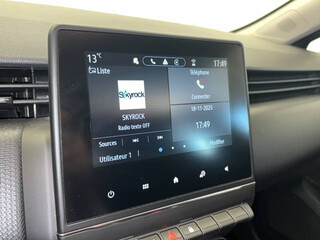 13°C
17:49
Liste
Téléphone
Skyrock
SKYROCK
Radio texte OFF
Connecter
18-11-2025
17:49
Sources
Utilisateur 1
Modifier